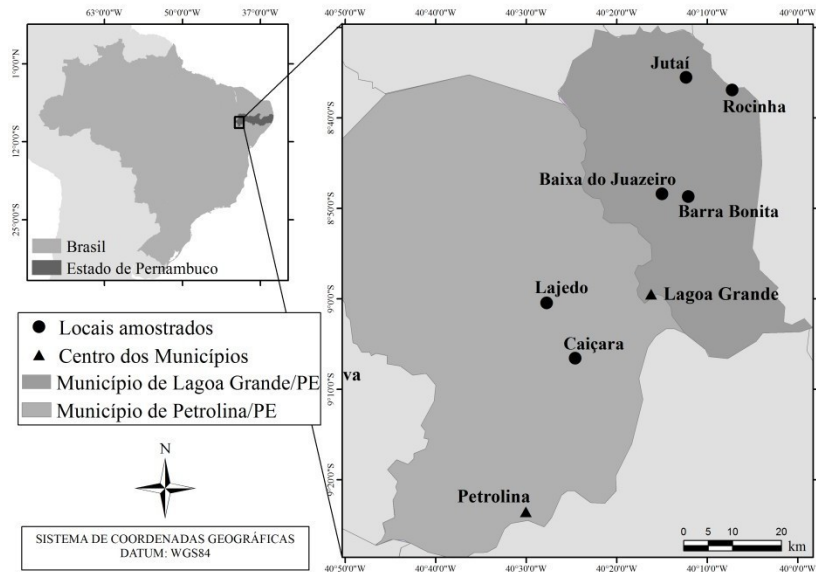 63°0'0"W 50°0'0"W 37°0'0"W
1°0'0"N
12°0'0"S
25°0'0"S
Brasil
Estado de Pernambuco
Locais amostrados
Centro dos Municípios
Município de Lagoa Grande/PE
Município de Petrolina/PE
N
SISTEMA DE COORDENADAS GEOGRÁFICAS
DATUM: WGS84
40°50'0"W 40°40'0"W 40°30'0"W 40°20'0"W 40°10'0"W 40°0'0"W
8°40'0"S
8°50'0"S
9°0'0"S
9°10'0"S
9°20'0"S
Jutaí
Rocinha
Baixa do Juazeiro
Barra Bonita
Lajedo
Lagoa Grande
Caiçara
va
Petrolina
0 5 10 20
km
40°50'0"W 40°40'0"W 40°30'0"W 40°20'0"W 40°10'0"W 40°0'0"W